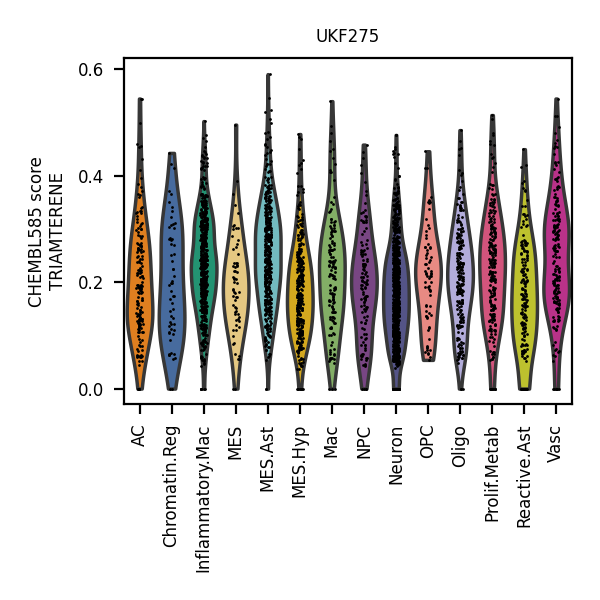 UKF275
CHEMBL585 score
TRIAMTERENE
0.6
0.4
0.2
0.0
AC
Chromatin.Reg
Inflammatory.Mac
MES
MES.Ast
MES.Hyp
Mac
NPC
Neuron
OPC
Oligo
Prolif.Metab
Reactive.Ast
Vasc